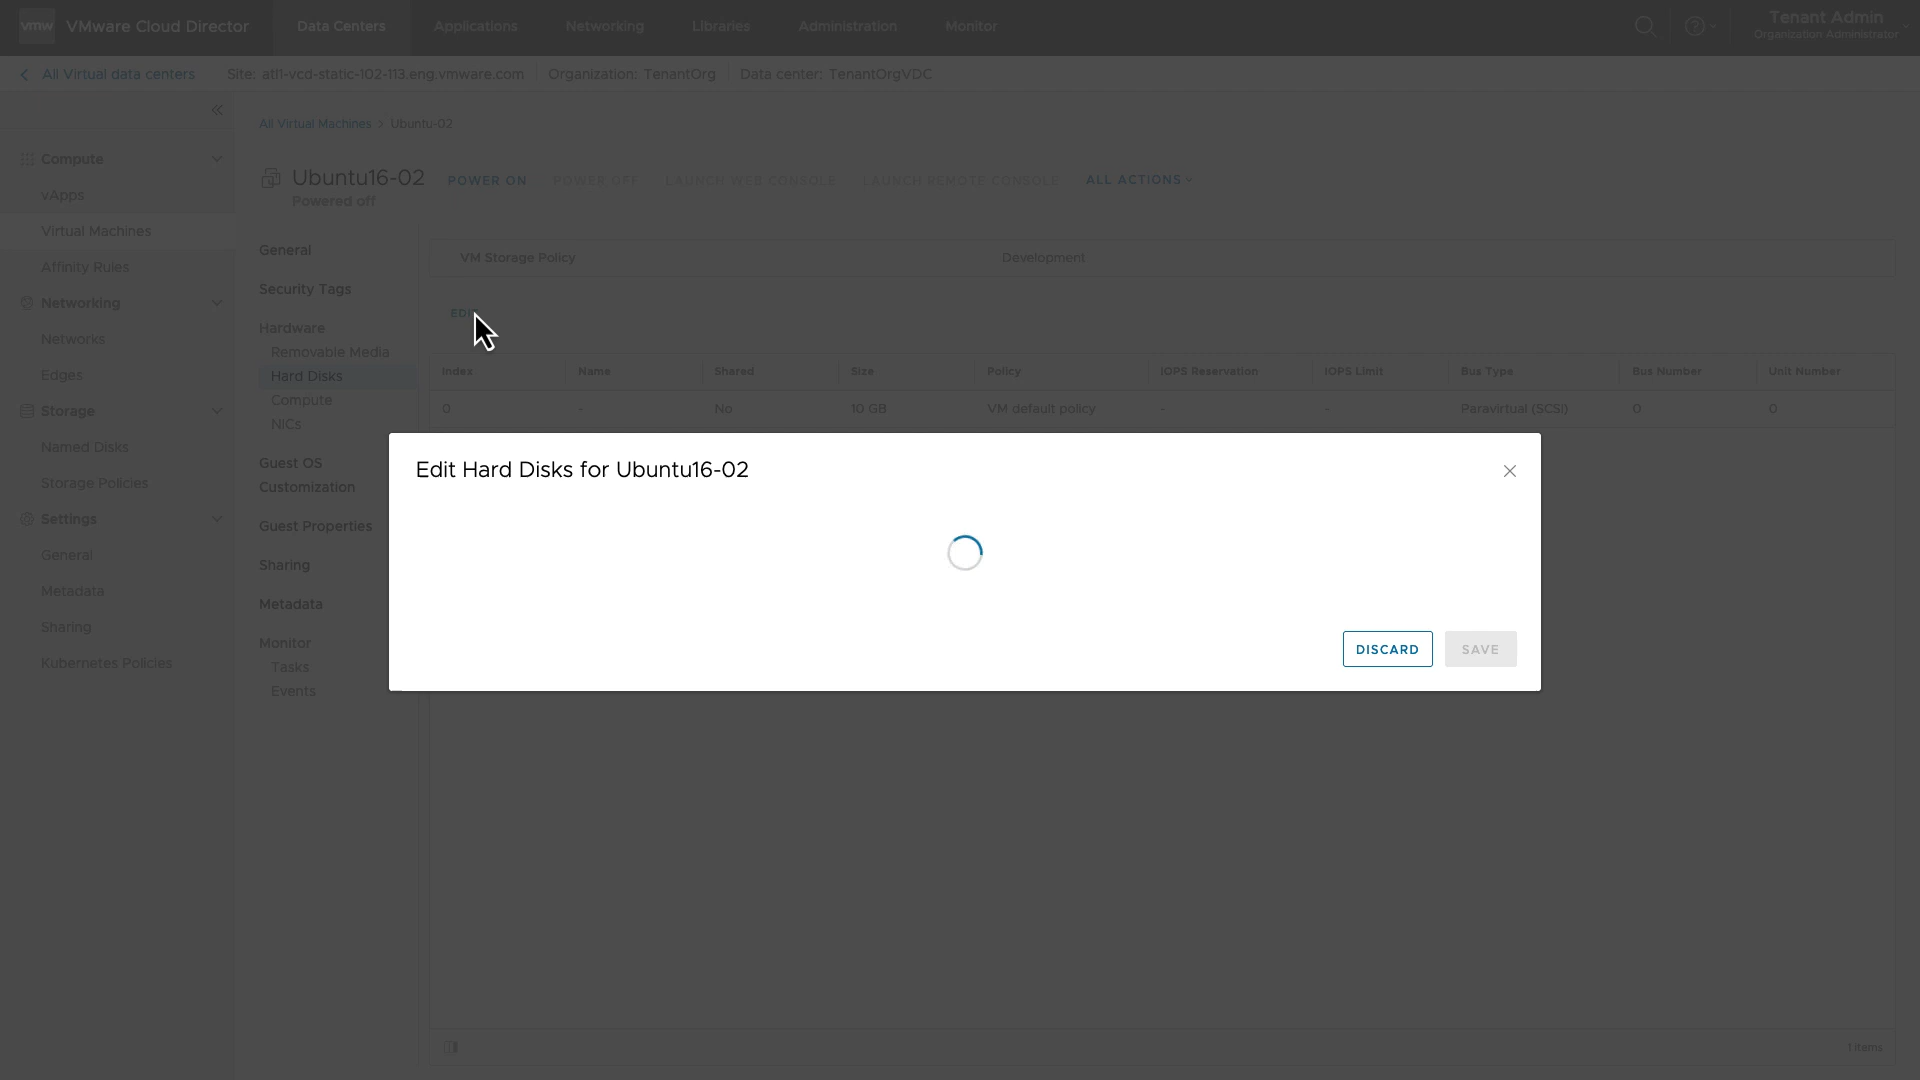 vmw VMware Cloud Director Data Centers Applications Networking Libraries Administration Monitor Tenant Admin
Organization Administrator
All Virtual data centers Site: atl1-vcd-static-102-113.eng.vmware.com Organization: TenantOrg Data center: TenantOrgVDC
All Virtual Machines > Ubuntu-02
Ubuntu16-02 POWER ON POWER OFF LAUNCH WEB CONSOLE LAUNCH REMOTE CONSOLE ALL ACTIONS
Powered off
Compute
vApps
Virtual Machines
Affinity Rules
Networking
Networks
Edges
Storage
Named Disks
Storage Policies
Settings
General
Metadata
Sharing
Kubernetes Policies
General
Security Tags
Hardware
Removable Media
Hard Disks
Compute
NICs
Guest OS
Customization
Guest Properties
Sharing
Metadata
Monitor
Tasks
Events
VM Storage Policy Development
Index Name Shared Size Policy IOPS Reservation IOPS Limit Bus Type Bus Number Unit Number
0 - No 10 GB VM default policy - - Paravirtual (SCSI) 0 0
Edit Hard Disks for Ubuntu16-02
DISCARD SAVE
1 items